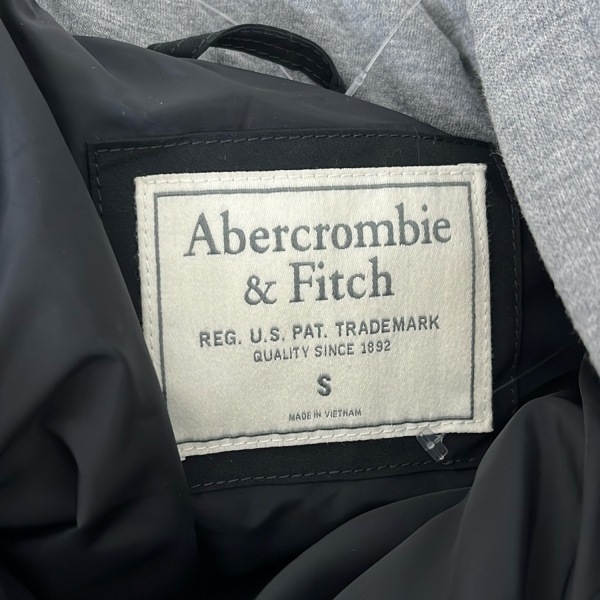 Abercrombie
& Fitch
REG. U.S. PAT. TRADEMARK
QUALITY SINCE 1892
S
MADE IN VIETNAM